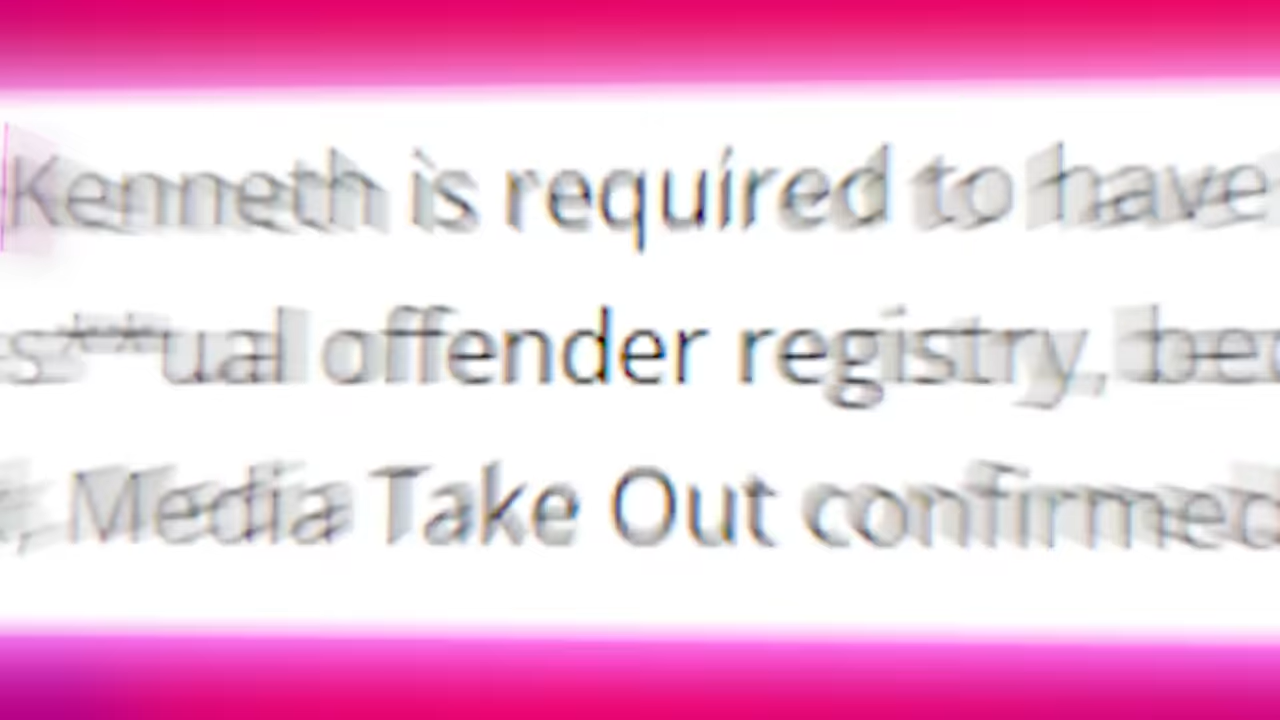 Kenneth is required to have
s***ual offender registry,
Media Take Out confirmed